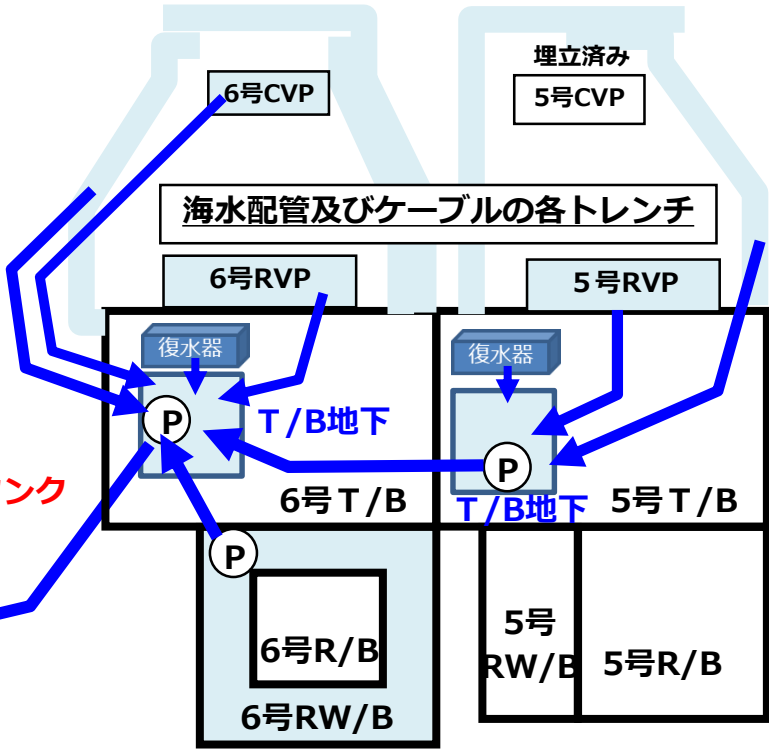 埋立済み
6号CVP
5号CVP
海水配管及びケーブルの各トレンチ
6号RVP
5号RVP
復水器
復水器
P
T/B地下
P
ンク
6号T/B
T/B地下
5号T/B
P
6号R/B
6号RW/B
5号
RW/B
5号R/B